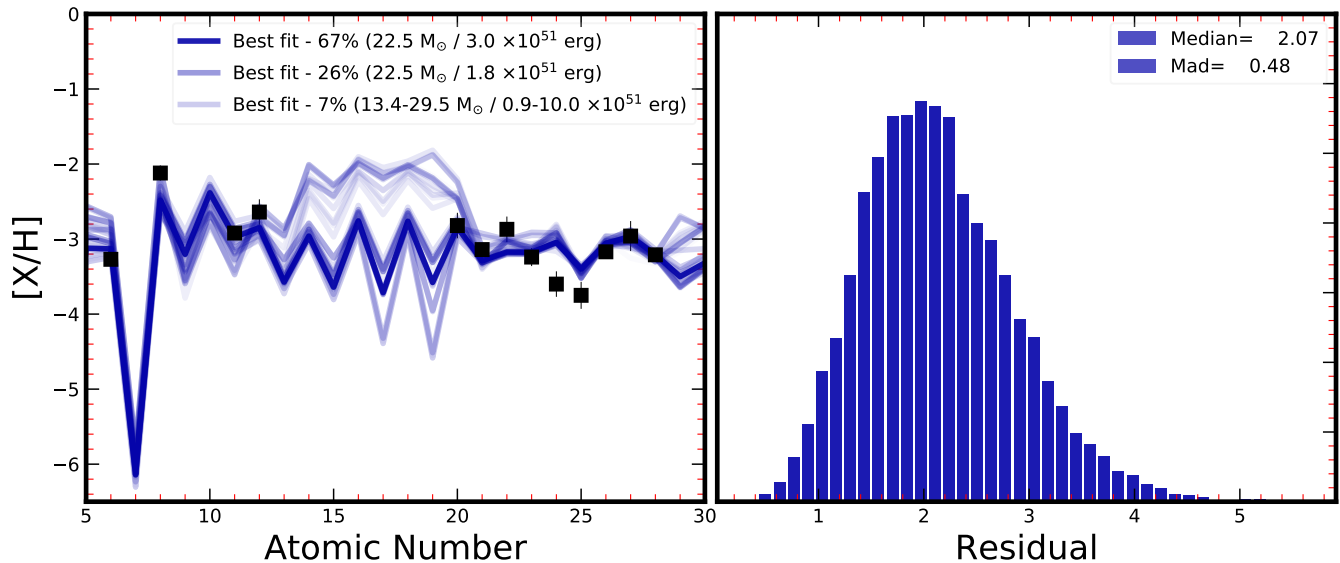 0
−1
−2
−3
−4
−5
−6
[X/H]
Best fit - 67% (22.5 M⊙ / 3.0 ×10⁵¹ erg)
Best fit - 26% (22.5 M⊙ / 1.8 ×10⁵¹ erg)
Best fit - 7% (13.4-29.5 M⊙ / 0.9-10.0 ×10⁵¹ erg)
5 10 15 20 25 30
Atomic Number
Median= 2.07
Mad= 0.48
1 2 3 4 5
Residual